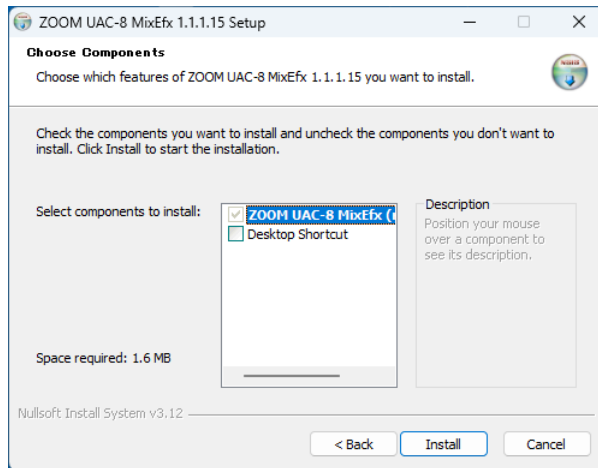 ZOOM UAC-8 MixEfx 1.1.1.15 Setup
Choose Components
Choose which features of ZOOM UAC-8 MixEfx 1.1.1.15 you want to install.
Check the components you want to install and uncheck the components you don't want to
install. Click Install to start the installation.
Select components to install:
ZOOM UAC-8 MixEfx (r
Desktop Shortcut
Description
Position your mouse
over a component to
see its description.
Space required: 1.6 MB
Nullsoft Install System v3.12
< Back
Install
Cancel